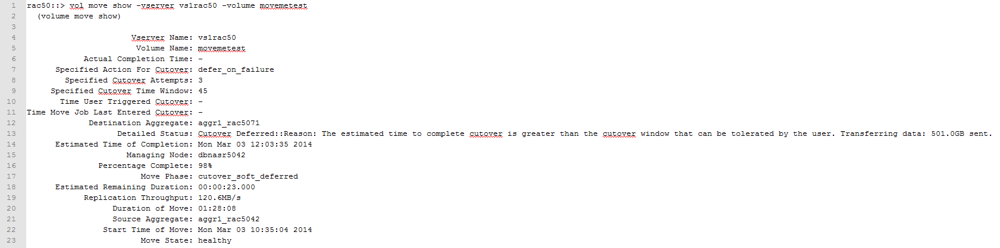 1 rac50::> vol move show -vserver vs1rac50 -volume movemetest
2 (volume move show)
3
4 Vserver Name: vs1rac50
5 Volume Name: movemetest
6 Actual Completion Time: -
7 Specified Action For Cutover: defer_on_failure
8 Specified Cutover Attempts: 3
9 Specified Cutover Time Window: 45
10 Time User Triggered Cutover: -
11 Time Move Job Last Entered Cutover: -
12 Destination Aggregate: aggr1_rac5071
13 Detailed Status: Cutover Deferred::Reason: The estimated time to complete cutover is greater than the cutover window that can be tolerated by the user. Transferring data: 501.0GB sent.
14 Estimated Time of Completion: Mon Mar 03 12:03:35 2014
15 Managing Node: dbnasr5042
16 Percentage Complete: 98%
17 Move Phase: cutover_soft_deferred
18 Estimated Remaining Duration: 00:00:23.000
19 Replication Throughput: 120.6MB/s
20 Duration of Move: 01:28:08
21 Source Aggregate: aggr1_rac5042
22 Start Time of Move: Mon Mar 03 10:35:04 2014
23 Move State: healthy